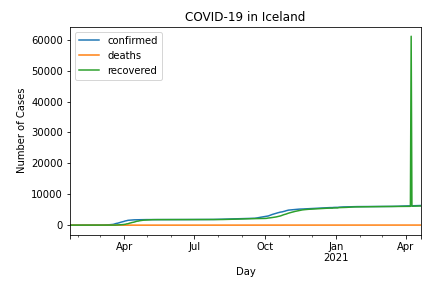 COVID-19 in Iceland
confirmed
deaths
recovered
Number of Cases
60000
50000
40000
30000
20000
10000
0
Apr Jul Oct Jan Apr
2021
Day